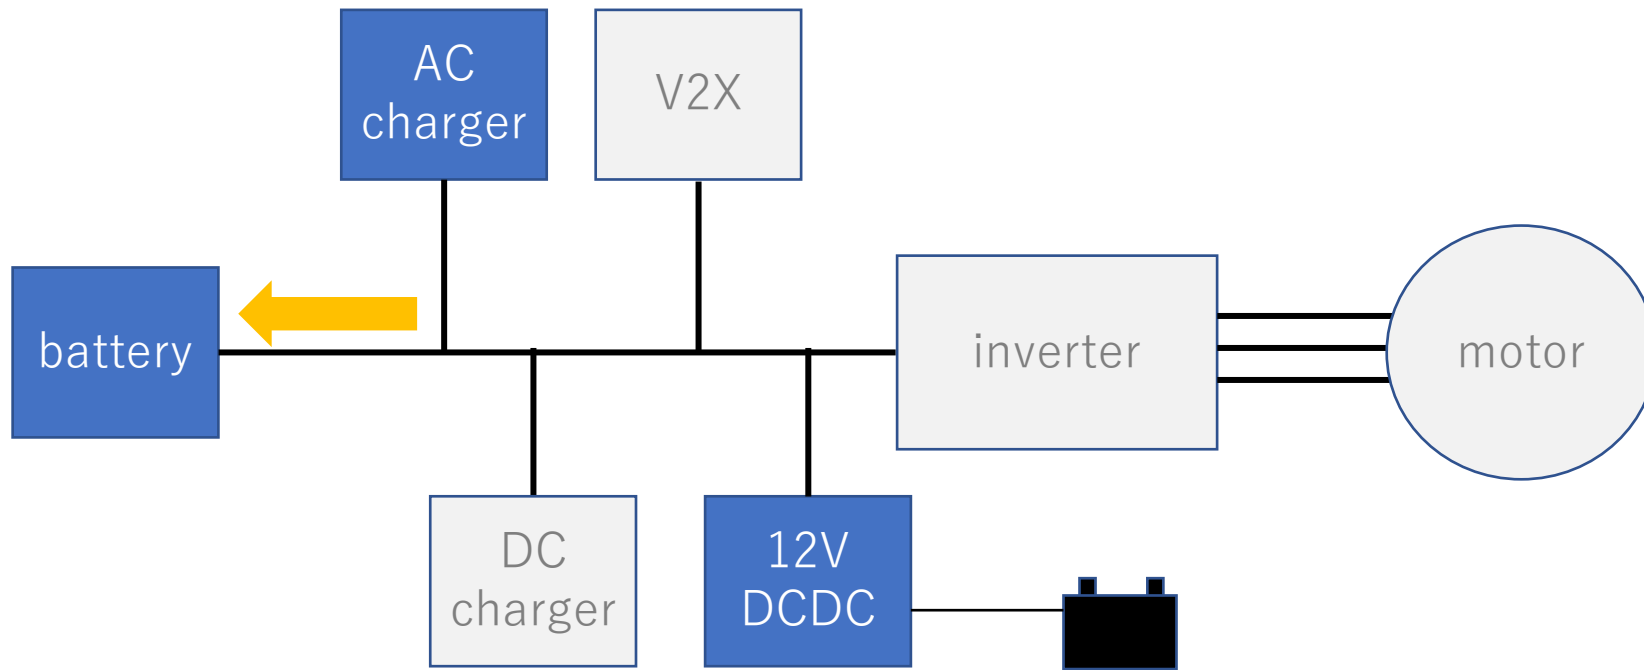 AC
charger
V2X
battery
inverter
motor
DC
charger
12V
DCDC